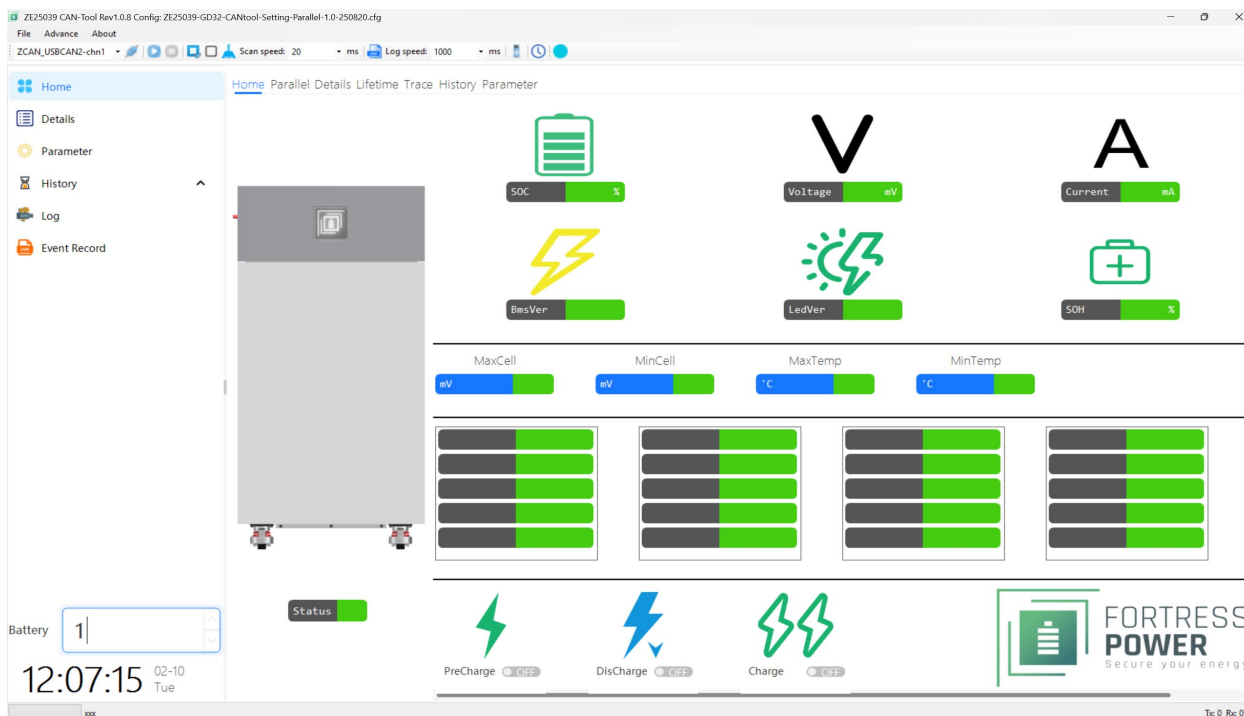 ZE25039 CAN-Tool Rev1.0.8 Config: ZE25039-GD32-CANtool-Setting-Parallel-1.0-250820.cfg
File Advance About
ZCAN_USBCAN2-chn1 Scan speed: 20 ms Log speed: 1000 ms
Home
Details
Parameter
History
Log
Event Record
Home Parallel Details Lifetime Trace History Parameter
V A
SOC % Voltage mV Current mA
BmsVer LedVer SOH %
MaxCell MinCell MaxTemp MinTemp
mV mV °C °C
Status
PreCharge OFF DisCharge OFF Charge OFF
FORTRESS
POWER
Secure your energy
Battery 1
12:07:15 02-10
Tue
xxx Tx: 0 Rx: 0